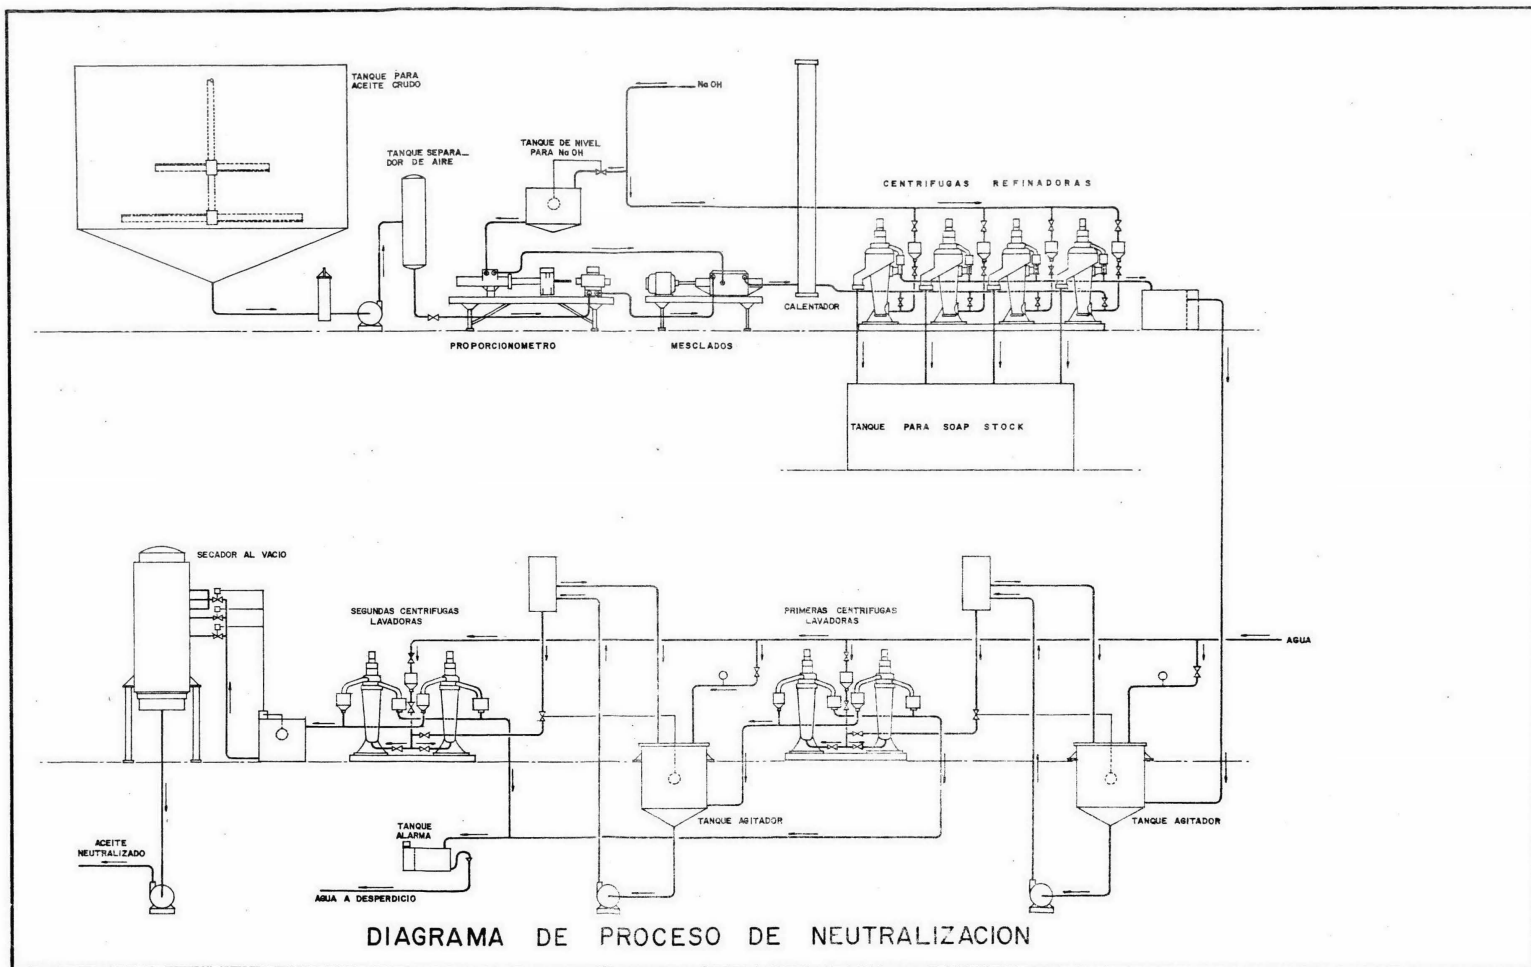 TANQUE PARA
ACEITE CRUDO
Na OH
TANQUE SEPARA_
DOR DE AIRE
TANQUE DE NIVEL
PARA Na OH
CENTRIFUGAS REFINADORAS
CALENTADOR
PROPORCIONOMETRO
MESCLADOS
TANQUE PARA SOAP STOCK
SECADOR AL VACIO
SEGUNDAS CENTRIFUGAS
LAVADORAS
PRIMERAS CENTRIFUGAS
LAVADORAS
AGUA
TANQUE AGITADOR
TANQUE AGITADOR
TANQUE
ALARMA
ACEITE
NEUTRALIZADO
AGUA A DESPERDICIO
DIAGRAMA DE PROCESO DE NEUTRALIZACION